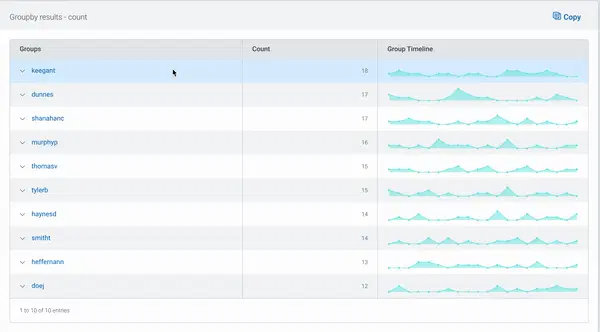 Groupby results - count
Copy
Groups Count Group Timeline
keegant 18
dunnes 17
shanahanc 17
murphyp 16
thomasv 15
tylerb 15
haynesd 14
smitht 14
heffernann 13
doej 12
1 to 10 of 10 entries